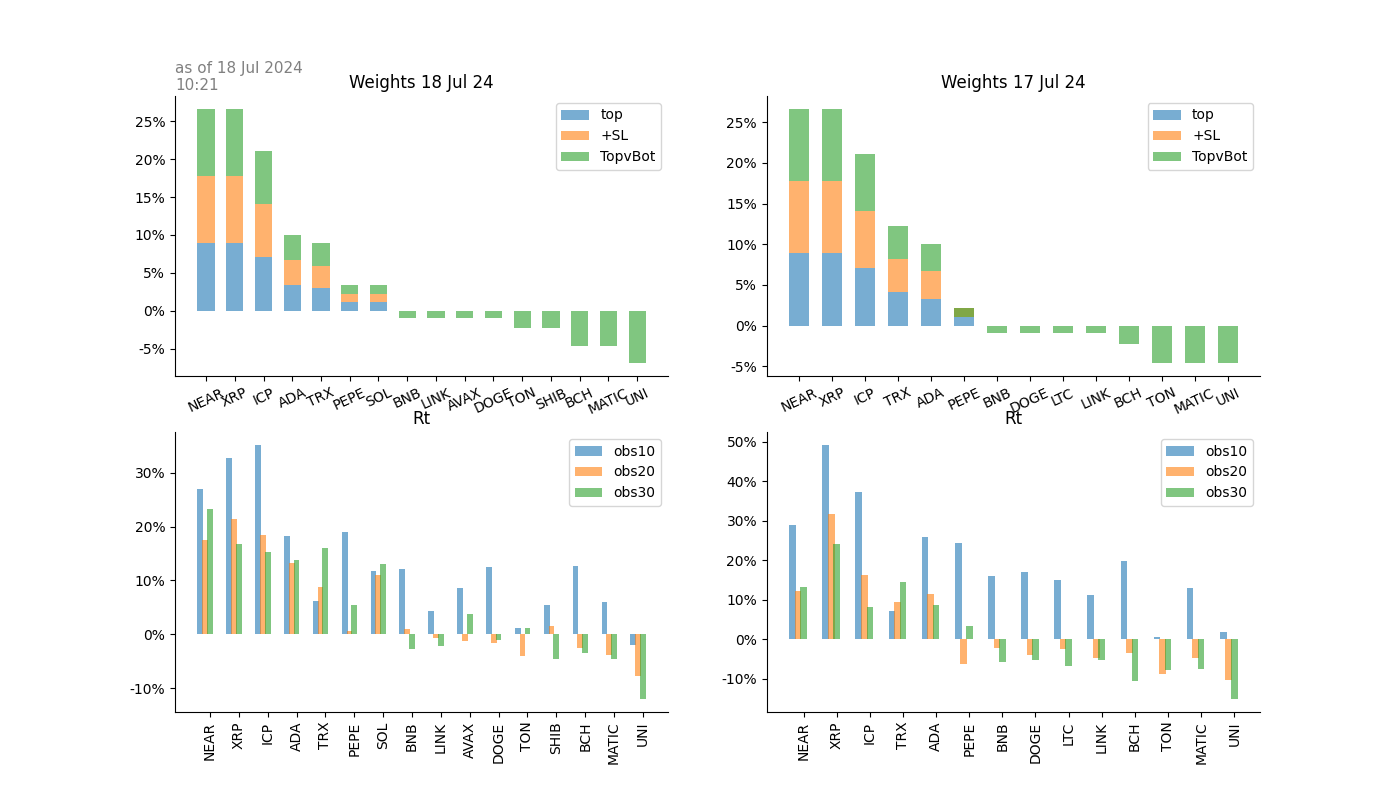 as of 18 Jul 2024
10:21
Weights 18 Jul 24
25%
20%
15%
10%
5%
0%
-5%
top
+SL
TopvBot
NEAR XRP ICP ADA TRX PEPE SOL BNB LINK AVAX DOGE TON SHIB BCH MATIC UNI
Weights 17 Jul 24
25%
20%
15%
10%
5%
0%
-5%
top
+SL
TopvBot
NEAR XRP ICP TRX ADA PEPE BNB DOGE LTC LINK BCH TON MATIC UNI
Rt
30%
20%
10%
0%
-10%
obs10
obs20
obs30
NEAR XRP ICP ADA TRX PEPE SOL BNB LINK AVAX DOGE TON SHIB BCH MATIC UNI
Rt
50%
40%
30%
20%
10%
0%
-10%
obs10
obs20
obs30
NEAR XRP ICP TRX ADA PEPE BNB DOGE LTC LINK BCH TON MATIC UNI